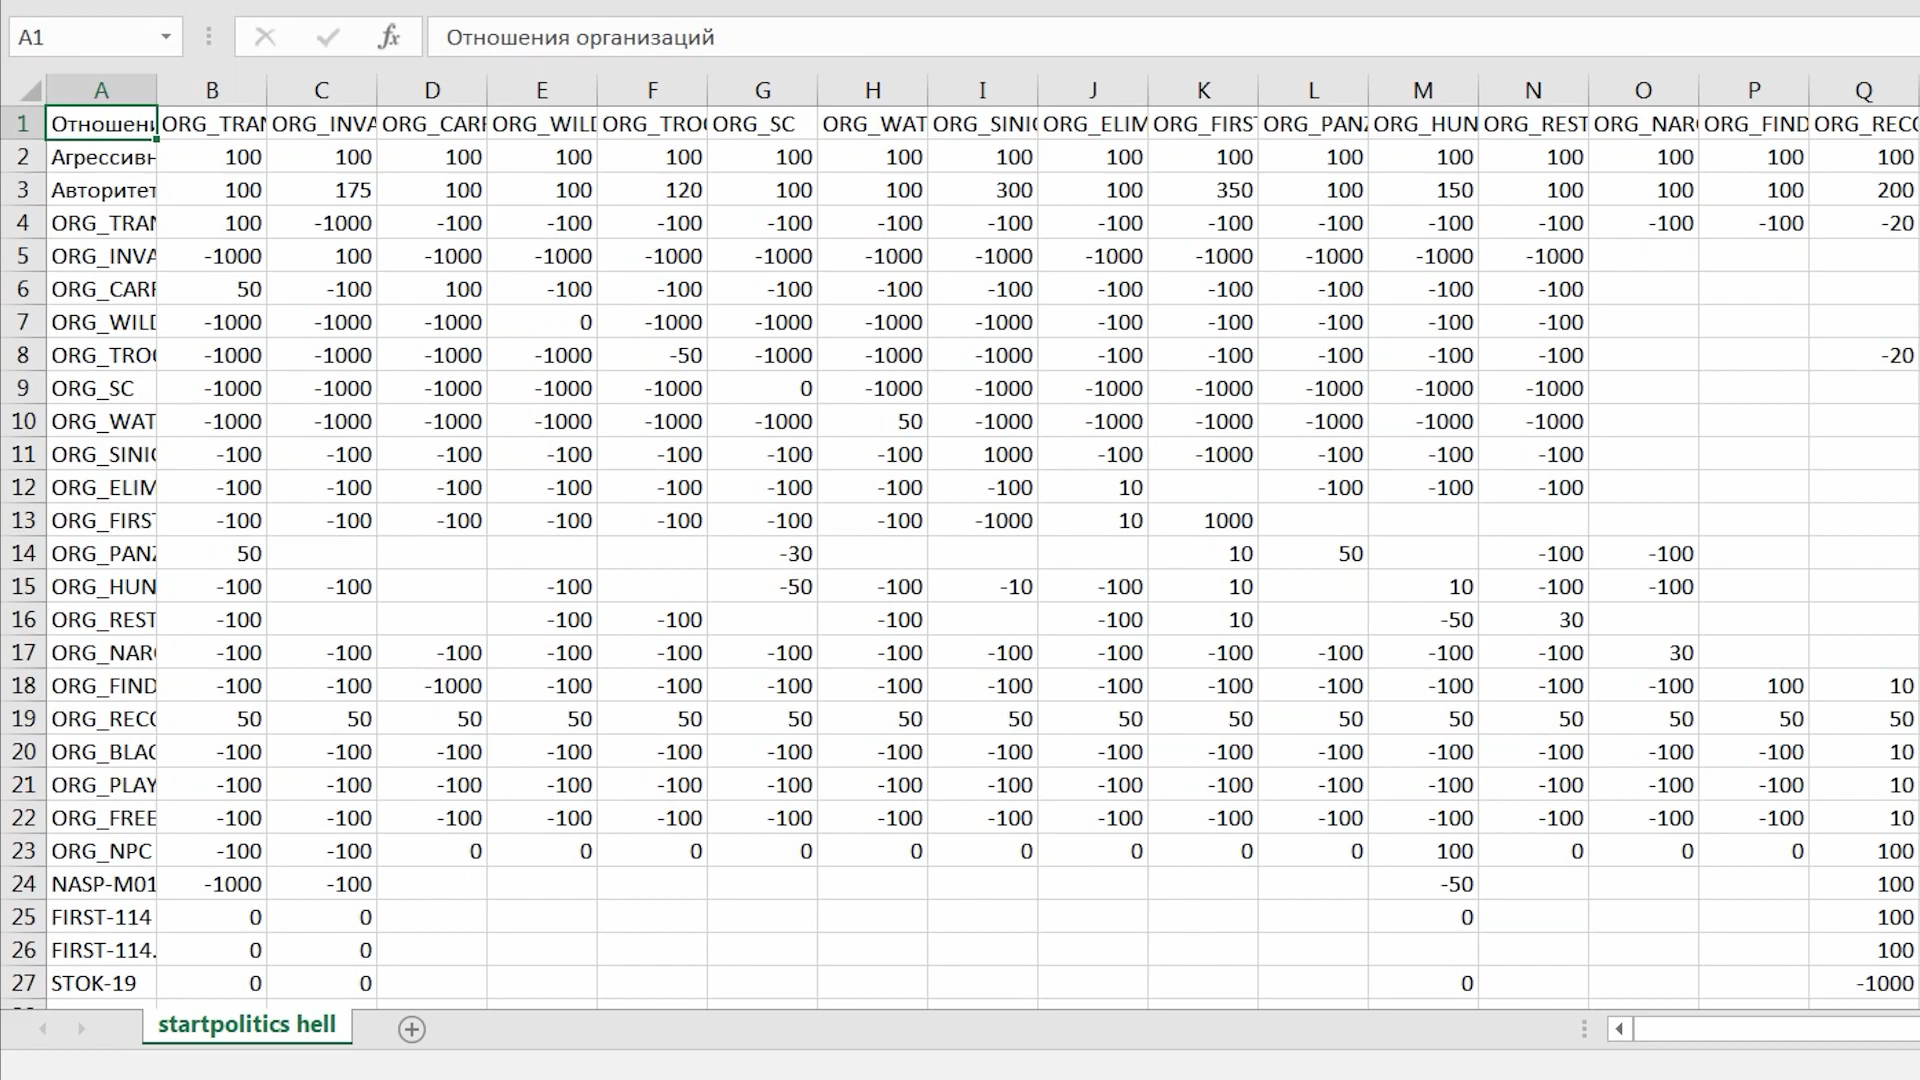 A1 fx Отношения организаций
A B C D E F G H I J K L M N O P Q
1 Отношени ORG_TRAN ORG_INVA ORG_CARR ORG_WILD ORG_TROG ORG_SC ORG_WAT ORG_SINIC ORG_ELIM ORG_FIRST ORG_PANZ ORG_HUN ORG_REST ORG_NARC ORG_FIND ORG_RECO
2 Агрессивн 100 100 100 100 100 100 100 100 100 100 100 100 100 100 100 100
3 Авторитет 100 175 100 100 120 100 100 300 100 350 100 150 100 100 100 200
4 ORG_TRAN 100 -1000 -100 -100 -100 -100 -100 -100 -100 -100 -100 -100 -100 -100 -100 -20
5 ORG_INVA -1000 100 -1000 -1000 -1000 -1000 -1000 -1000 -1000 -1000 -1000 -1000 -1000
6 ORG_CARR 50 -100 100 -100 -100 -100 -100 -100 -100 -100 -100 -100 -100
7 ORG_WILD -1000 -1000 -1000 0 -1000 -1000 -1000 -1000 -100 -100 -100 -100 -100
8 ORG_TROG -1000 -1000 -1000 -1000 -50 -1000 -1000 -1000 -100 -100 -100 -100 -100 -20
9 ORG_SC -1000 -1000 -1000 -1000 -1000 0 -1000 -1000 -1000 -1000 -1000 -1000 -1000
10 ORG_WAT -1000 -1000 -1000 -1000 -1000 -1000 50 -1000 -1000 -1000 -1000 -1000 -1000
11 ORG_SINIC -100 -100 -100 -100 -100 -100 -100 1000 -100 -1000 -100 -100 -100
12 ORG_ELIM -100 -100 -100 -100 -100 -100 -100 -100 10 -100 -100 -100
13 ORG_FIRST -100 -100 -100 -100 -100 -100 -100 -1000 10 1000
14 ORG_PANZ 50 -30 10 50 -100 -100
15 ORG_HUN -100 -100 -100 -50 -100 -10 -100 10 10 -100 -100
16 ORG_REST -100 -100 -100 -100 -100 10 -50 30
17 ORG_NARC -100 -100 -100 -100 -100 -100 -100 -100 -100 -100 -100 -100 -100 30
18 ORG_FIND -100 -100 -1000 -100 -100 -100 -100 -100 -100 -100 -100 -100 -100 -100 100 10
19 ORG_RECO 50 50 50 50 50 50 50 50 50 50 50 50 50 50 50 50
20 ORG_BLAC -100 -100 -100 -100 -100 -100 -100 -100 -100 -100 -100 -100 -100 -100 -100 10
21 ORG_PLAY -100 -100 -100 -100 -100 -100 -100 -100 -100 -100 -100 -100 -100 -100 -100 10
22 ORG_FREE -100 -100 -100 -100 -100 -100 -100 -100 -100 -100 -100 -100 -100 -100 -100 10
23 ORG_NPC -100 -100 0 0 0 0 0 0 0 0 0 100 0 0 0 100
24 NASP-M01 -1000 -100 -50 100
25 FIRST-114 0 0 0 100
26 FIRST-114. 0 0 100
27 STOK-19 0 0 0 -1000
startpolitics hell